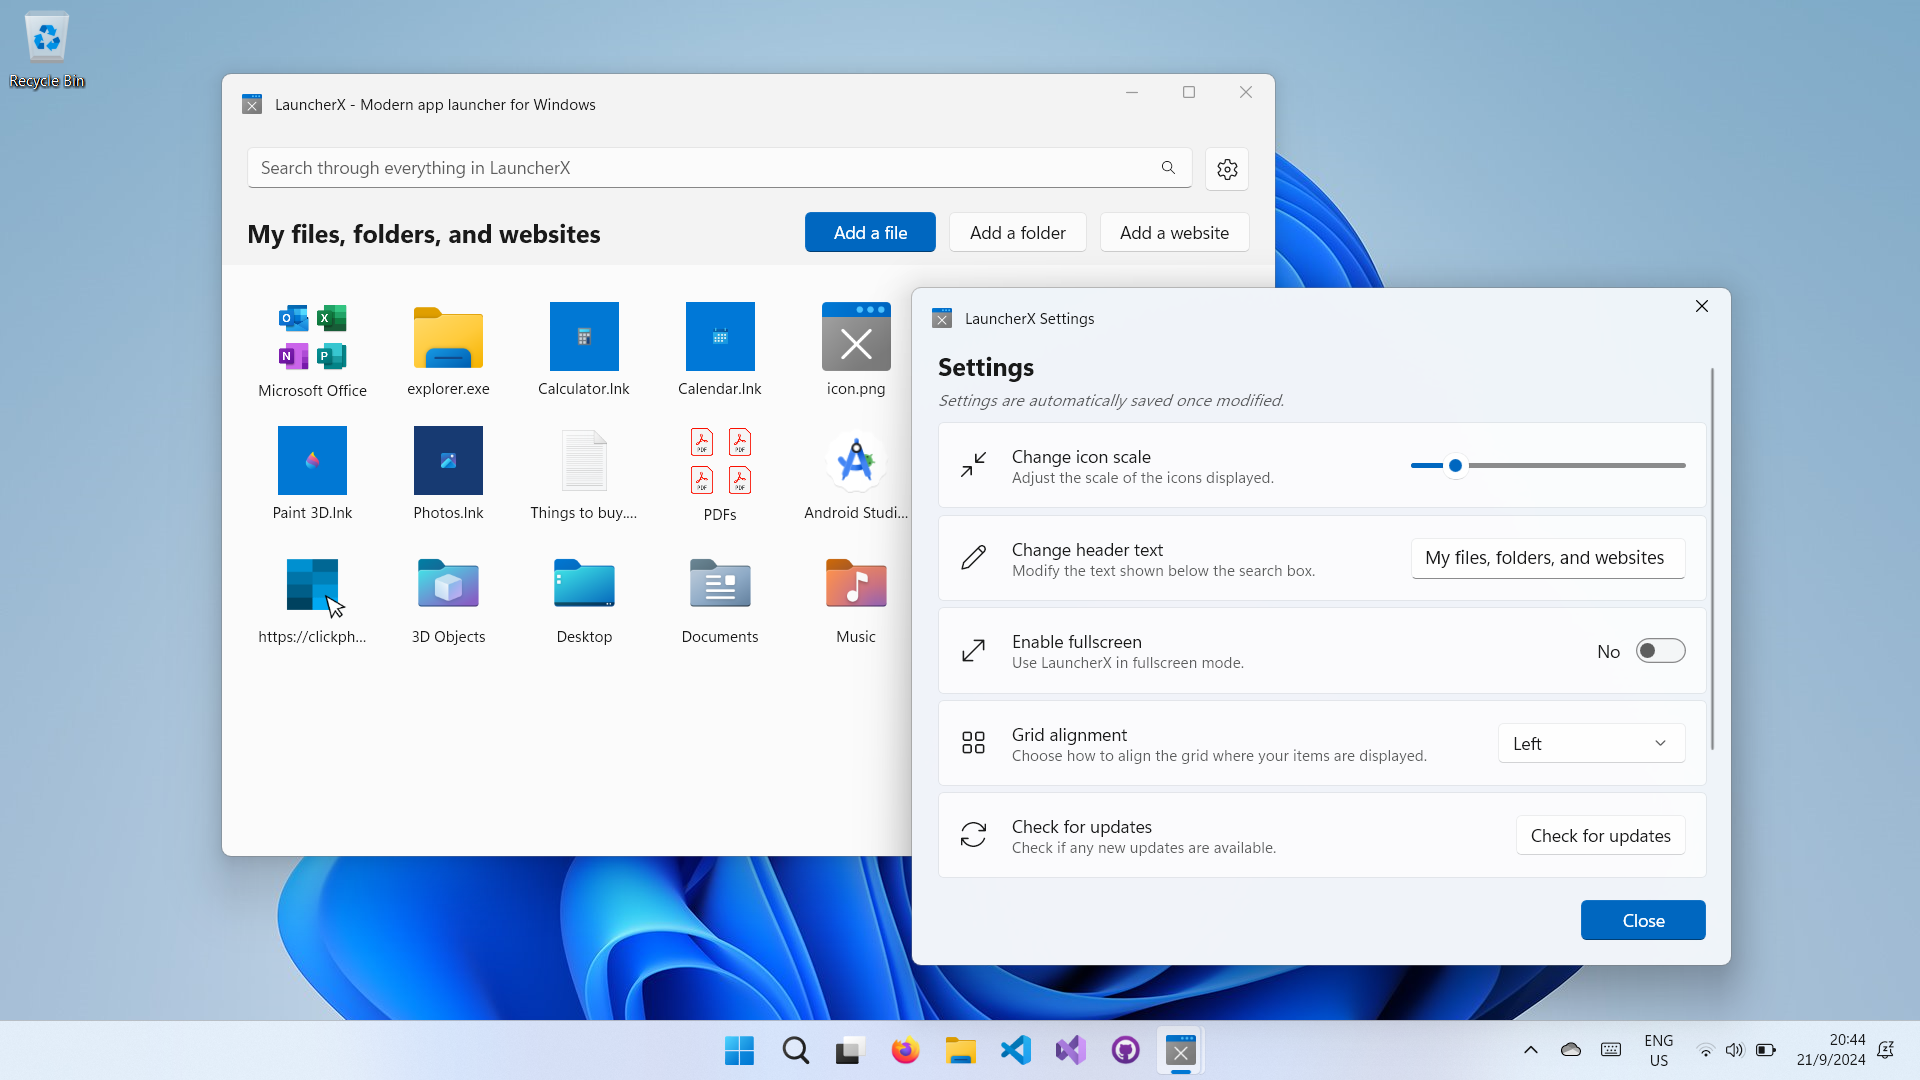 Recycle Bin
LauncherX - Modern app launcher for Windows
Search through everything in LauncherX
My files, folders, and websites
Add a file
Add a folder
Add a website
Microsoft Office
explorer.exe
Calculator.lnk
Calendar.lnk
icon.png
Paint 3D.lnk
Photos.lnk
Things to buy....
PDF
PDF
PDF
PDF
PDFs
Android Studi...
https://clickph...
3D Objects
Desktop
Documents
Music
LauncherX Settings
Settings
Settings are automatically saved once modified.
Change icon scale
Adjust the scale of the icons displayed.
Change header text
Modify the text shown below the search box.
My files, folders, and websites
Enable fullscreen
Use LauncherX in fullscreen mode.
No
Grid alignment
Choose how to align the grid where your items are displayed.
Left
Check for updates
Check if any new updates are available.
Check for updates
Close
ENG
US
20:44
21/9/2024